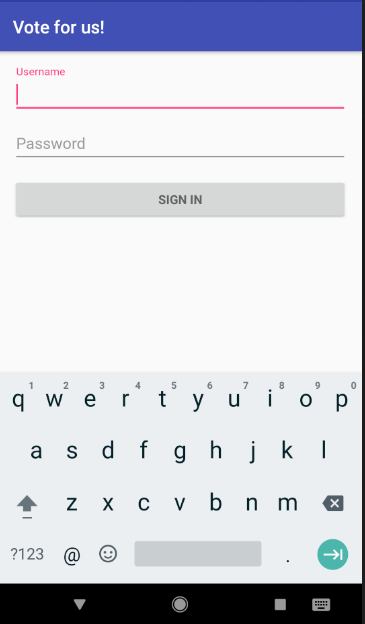 Vote for us!
Username
Password
SIGN IN
1 2 3 4 5 6 7 8 9 0
q w e r t y u i o p
a s d f g h j k l
z x c v b n m
?123 @ .